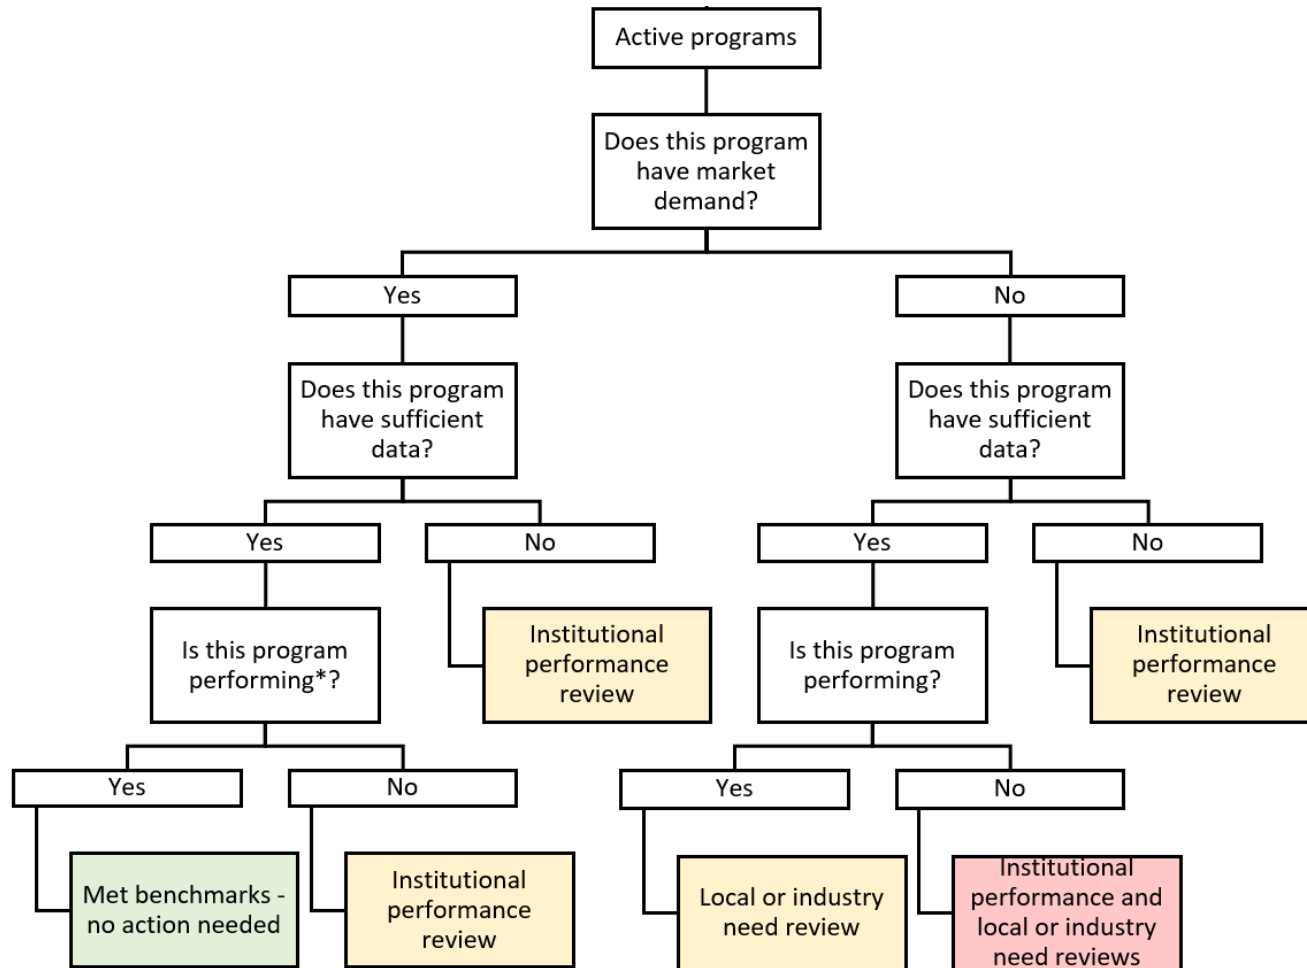 Active programs
Does this program
have market
demand?
Yes
No
Does this program
have sufficient
data?
Does this program
have sufficient
data?
Yes
No
Yes
No
Is this program
performing*?
Institutional
performance
review
Is this program
performing?
Institutional
performance
review
Yes
No
Yes
No
Met benchmarks -
no action needed
Institutional
performance
review
Local or industry
need review
Institutional
performance and
local or industry
need reviews